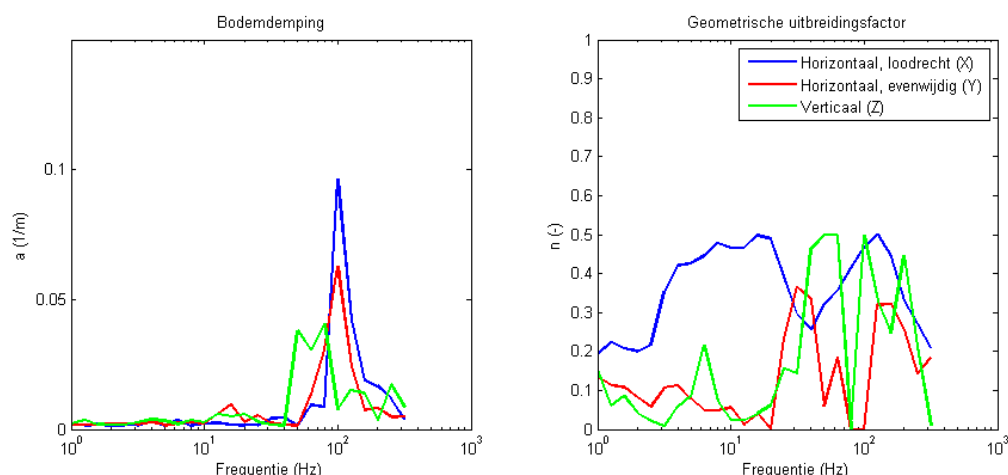 Bodemdemping
a (1/m)
0.1
0.05
0
10^0
10^1
10^2
10^3
Frequentie (Hz)
Geometrische uitbreidingsfactor
Horizontaal, loodrecht (X)
Horizontaal, evenwijdig (Y)
Verticaal (Z)
n (-)
1
0.9
0.8
0.7
0.6
0.5
0.4
0.3
0.2
0.1
0
10^0
10^1
10^2
10^3
Frequentie (Hz)